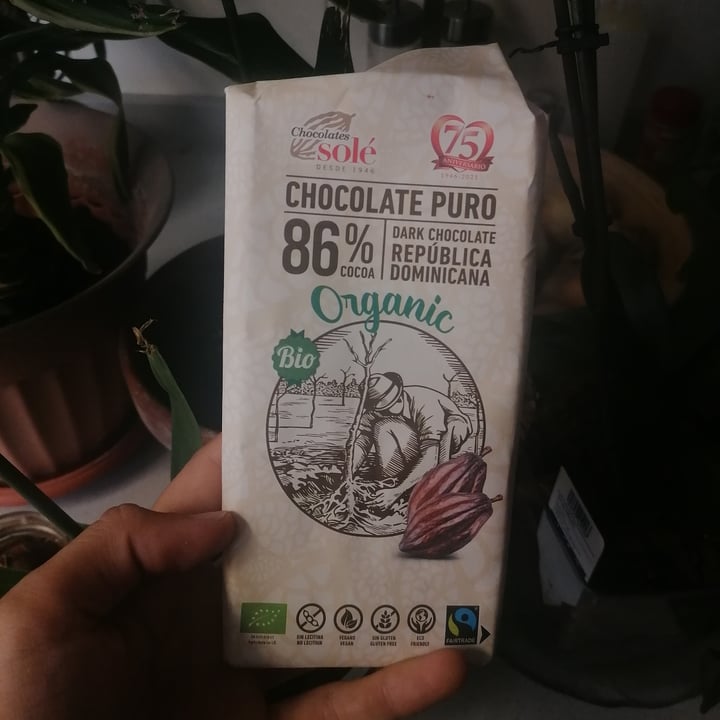 Chocolates
solé
DESDE 1946
75
ANIVERSARIO
1946-2021
CHOCOLATE PURO
86%
COCOA
DARK CHOCOLATE
REPÚBLICA
DOMINICANA
Organic
Bio
SIN LECITINA
NO LECITHIN
VEGANO
VEGAN
SIN GLUTEN
GLUTEN FREE
ECO
FRIENDLY
FAIRTRADE